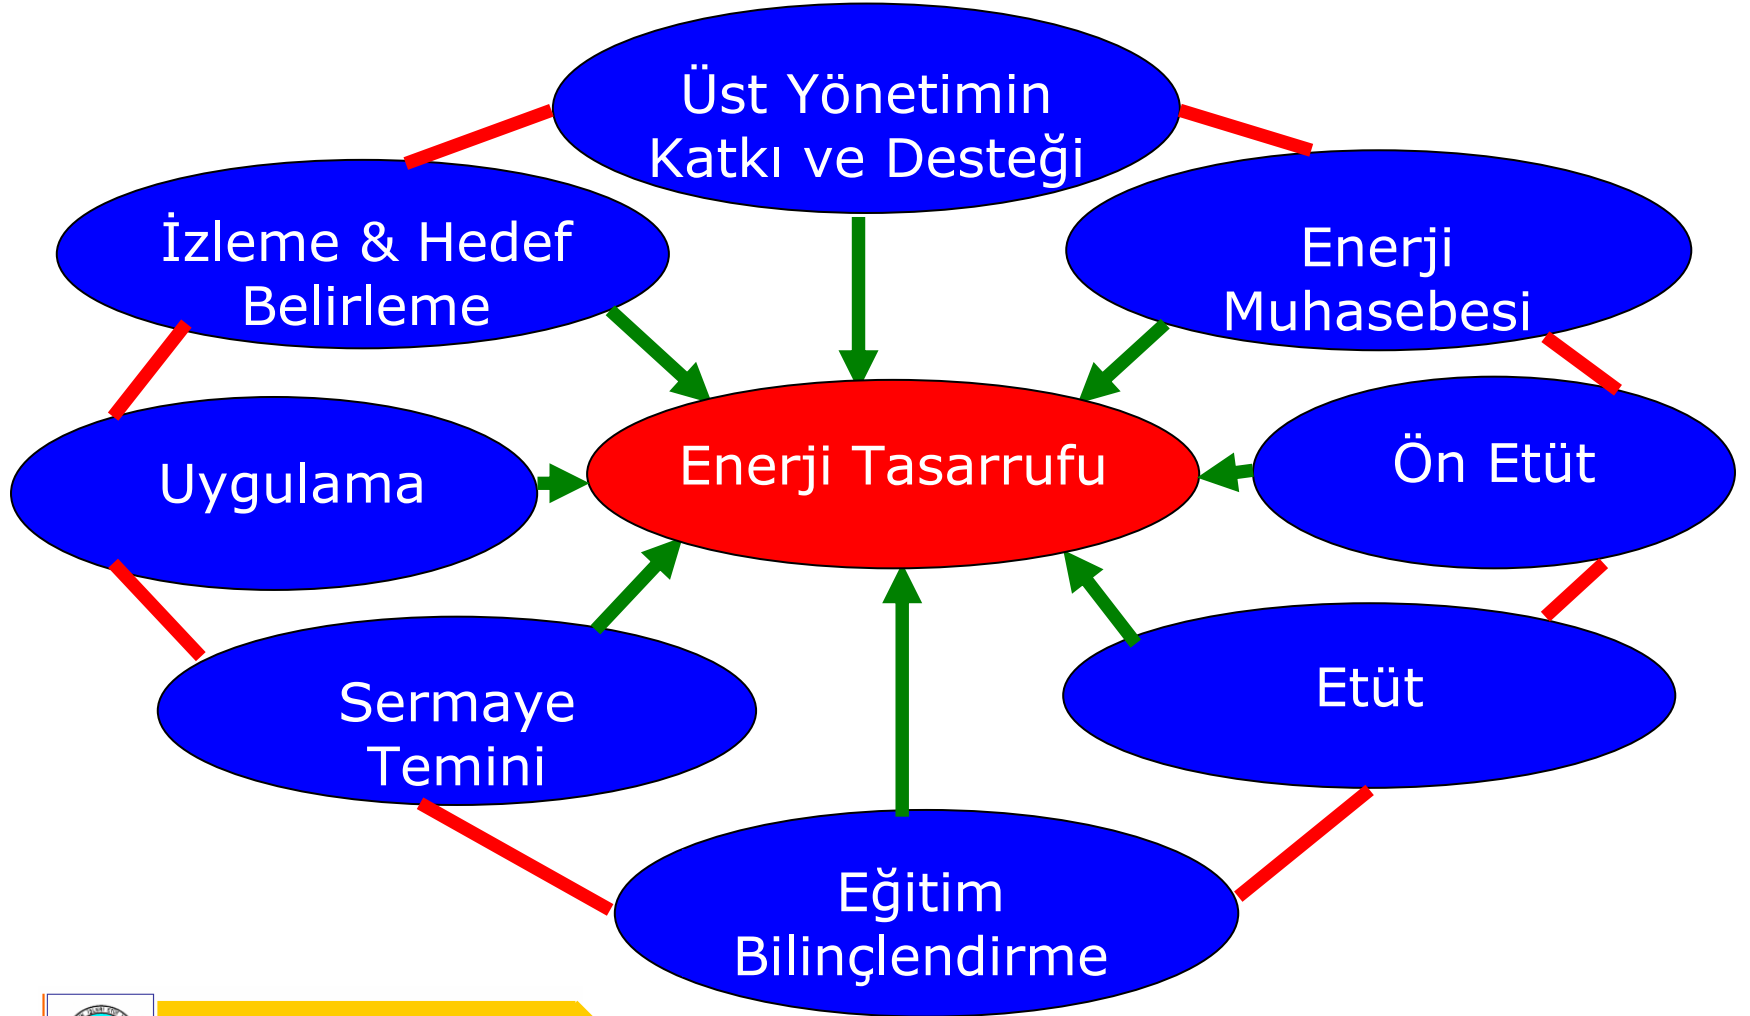 Üst Yönetimin
Katkı ve Desteği
İzleme & Hedef
Belirleme
Enerji
Muhasebesi
Enerji Tasarrufu
Ön Etüt
Uygulama
Etüt
Sermaye
Temini
Eğitim
Bilinçlendirme